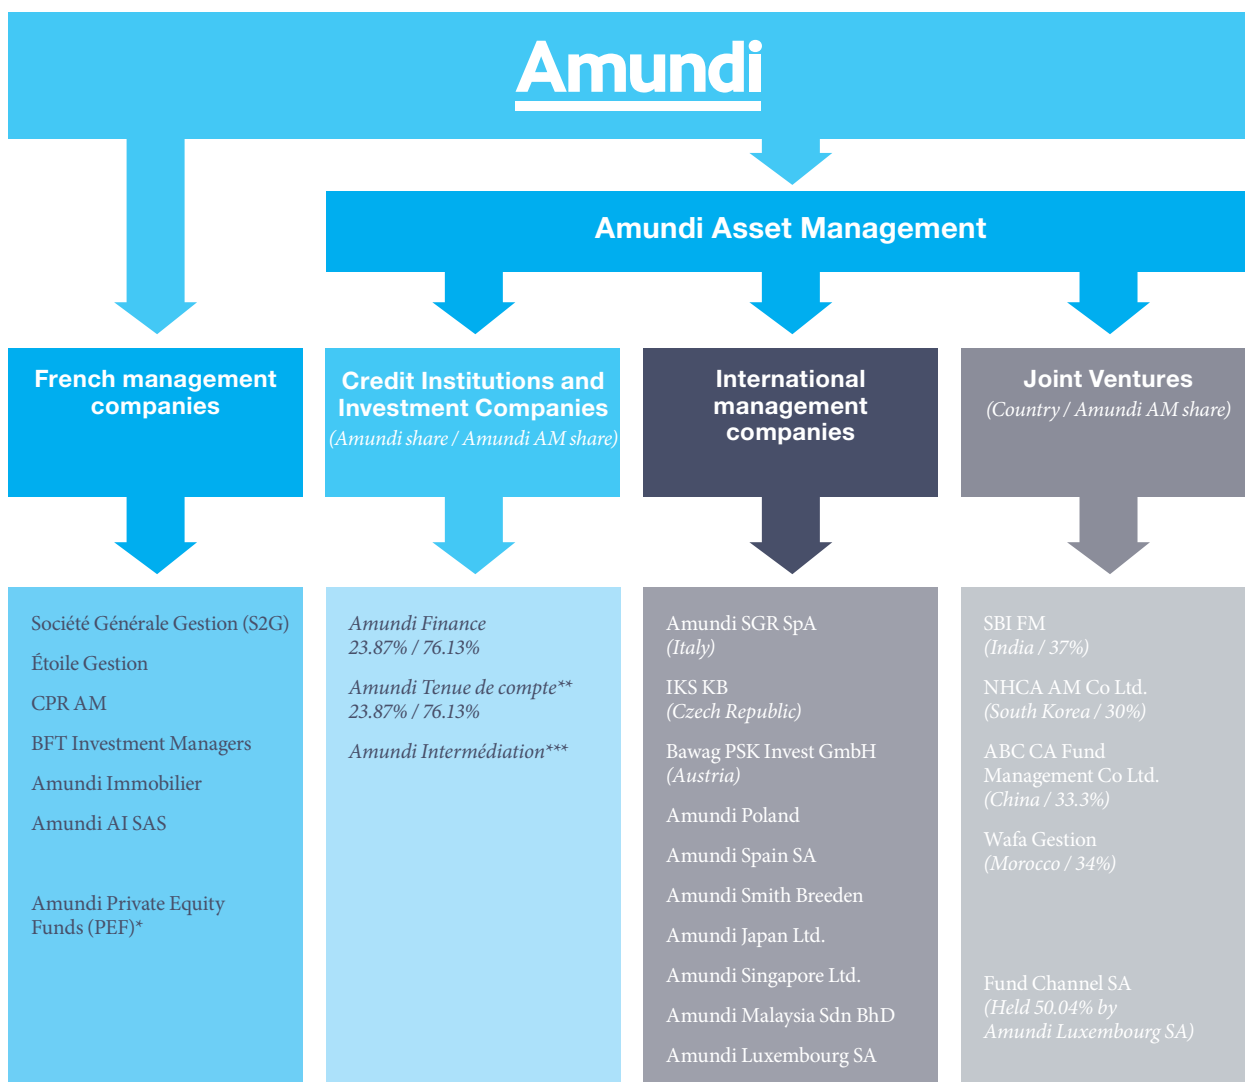 Amundi
Amundi Asset Management
French management
companies
Société Générale Gestion (S2G)
Étoile Gestion
CPR AM
BFT Investment Managers
Amundi Immobilier
Amundi AI SAS
Amundi Private Equity
Funds (PEF)*
Credit Institutions and
Investment Companies
(Amundi share / Amundi AM share)
Amundi Finance
23.87% / 76.13%
Amundi Tenue de compte**
23.87% / 76.13%
Amundi Intermédiation***
International
management
companies
Amundi SGR SpA
(Italy)
IKS KB
(Czech Republic)
Bawag PSK Invest GmbH
(Austria)
Amundi Poland
Amundi Spain SA
Amundi Smith Breeden
Amundi Japan Ltd.
Amundi Singapore Ltd.
Amundi Malaysia Sdn BhD
Amundi Luxembourg SA
Joint Ventures
(Country / Amundi AM share)
SBI FM
(India / 37%)
NHCA AM Co Ltd.
(South Korea / 30%)
ABC CA Fund
Management Co Ltd.
(China / 33.3%)
Wafa Gestion
(Morocco / 34%)
Fund Channel SA
(Held 50.04% by
Amundi Luxembourg SA)